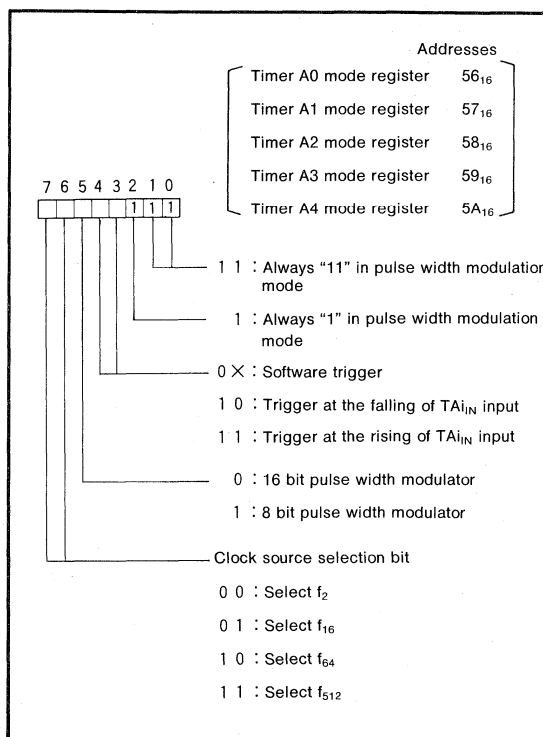 Addresses
Timer A0 mode register 56₁₆
Timer A1 mode register 57₁₆
Timer A2 mode register 58₁₆
Timer A3 mode register 59₁₆
Timer A4 mode register 5A₁₆
7 6 5 4 3 2 1 0
1 1 1
1 1 : Always "11" in pulse width modulation
mode
1 : Always "1" in pulse width modulation
mode
0 × : Software trigger
1 0 : Trigger at the falling of TAiIN input
1 1 : Trigger at the rising of TAiIN input
0 : 16 bit pulse width modulator
1 : 8 bit pulse width modulator
Clock source selection bit
0 0 : Select f₂
0 1 : Select f₁₆
1 0 : Select f₆₄
1 1 : Select f₅₁₂